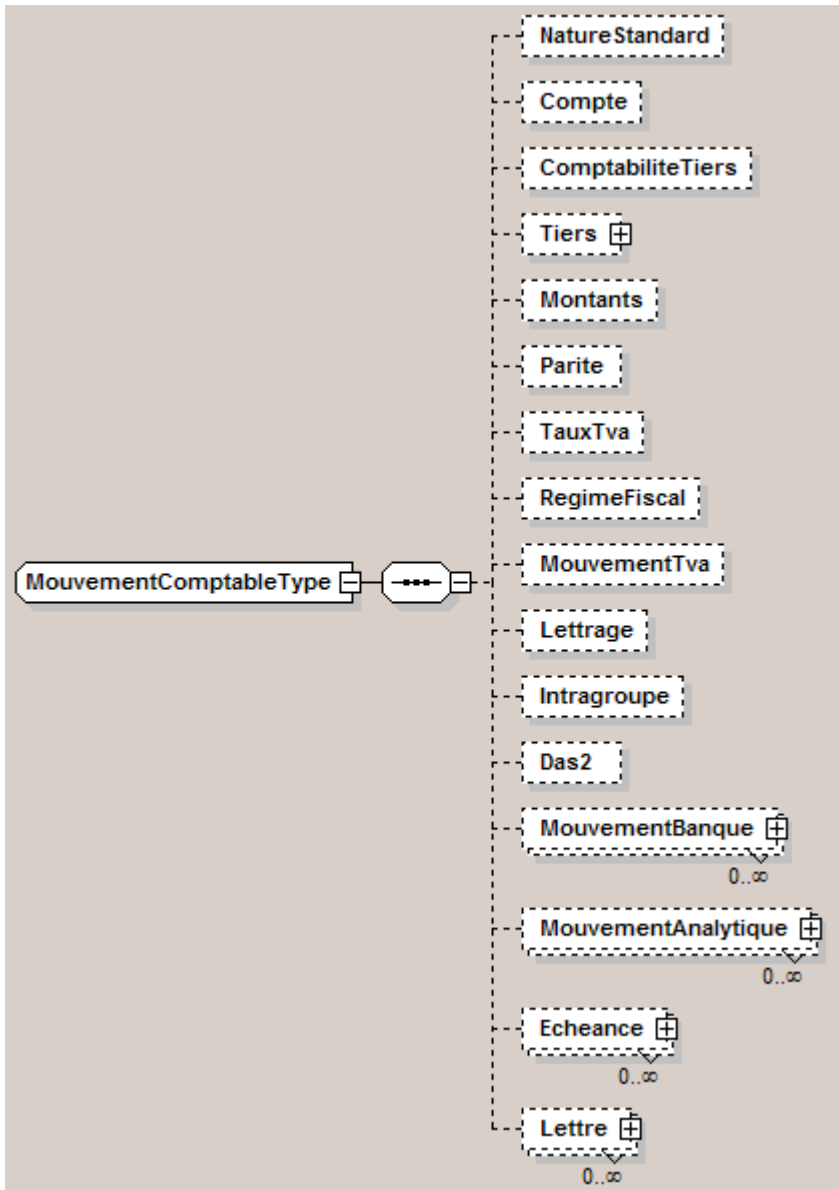 NatureStandard
Compte
ComptabiliteTiers
Tiers
Montants
Parite
TauxTva
RegimeFiscal
MouvementComptableType
MouvementTva
Lettrage
Intragroupe
Das2
MouvementBanque
0..∞
MouvementAnalytique
0..∞
Echeance
0..∞
Lettre
0..∞